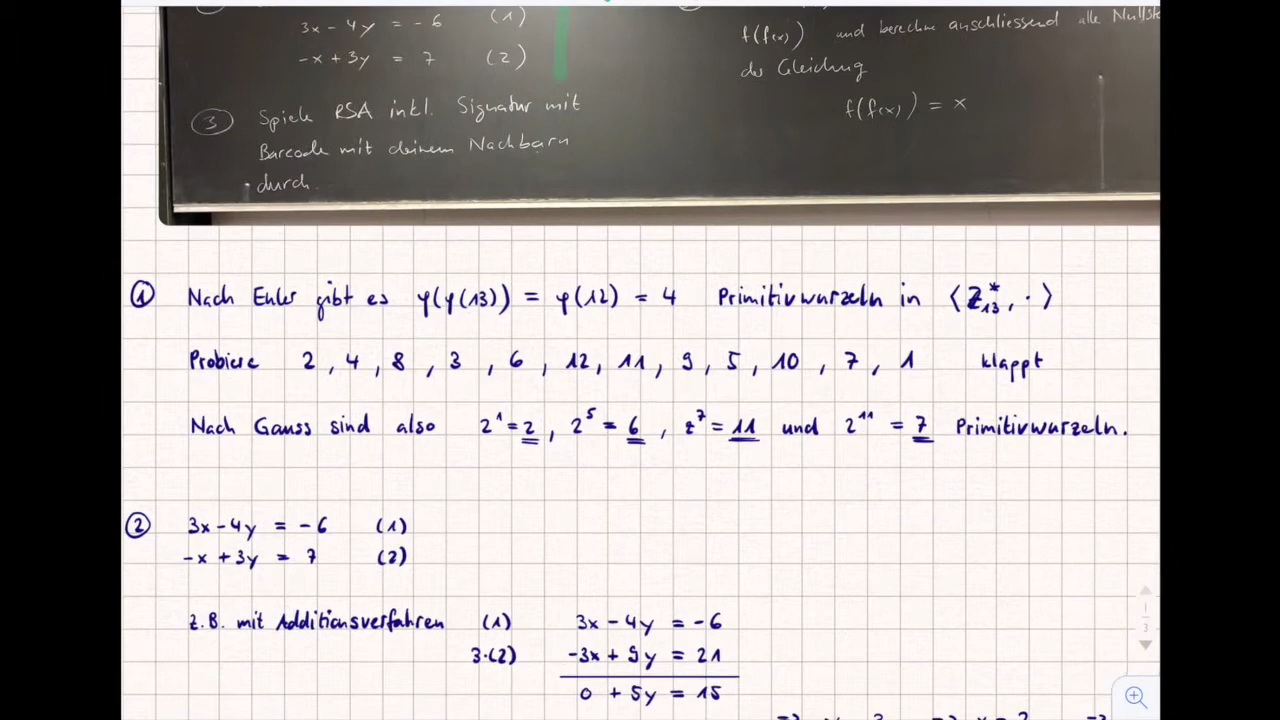 3x - 4y = - 6 (1)
-x + 3y = 7 (2)
③ Spiele RSA inkl. Signatur mit
Barcode mit deinem Nachbarn
durch.
f(f(x)) und berechne anschliessend alle Nullst
der Gleichung
f(f(x)) = x
① Nach Euler gibt es φ(φ(13)) = φ(12) = 4 Primitivwurzeln in ⟨Z*₁₃, ·⟩
Probiere 2, 4, 8, 3, 6, 12, 11, 9, 5, 10, 7, 1 klappt
Nach Gauss sind also 2¹ = 2, 2⁵ = 6, 2⁷ = 11 und 2¹¹ = 7 Primitivwurzeln.
② 3x - 4y = - 6 (1)
-x + 3y = 7 (2)
z.B. mit Additionsverfahren (1) 3x - 4y = -6
3·(2) -3x + 9y = 21
0 + 5y = 15
1
3